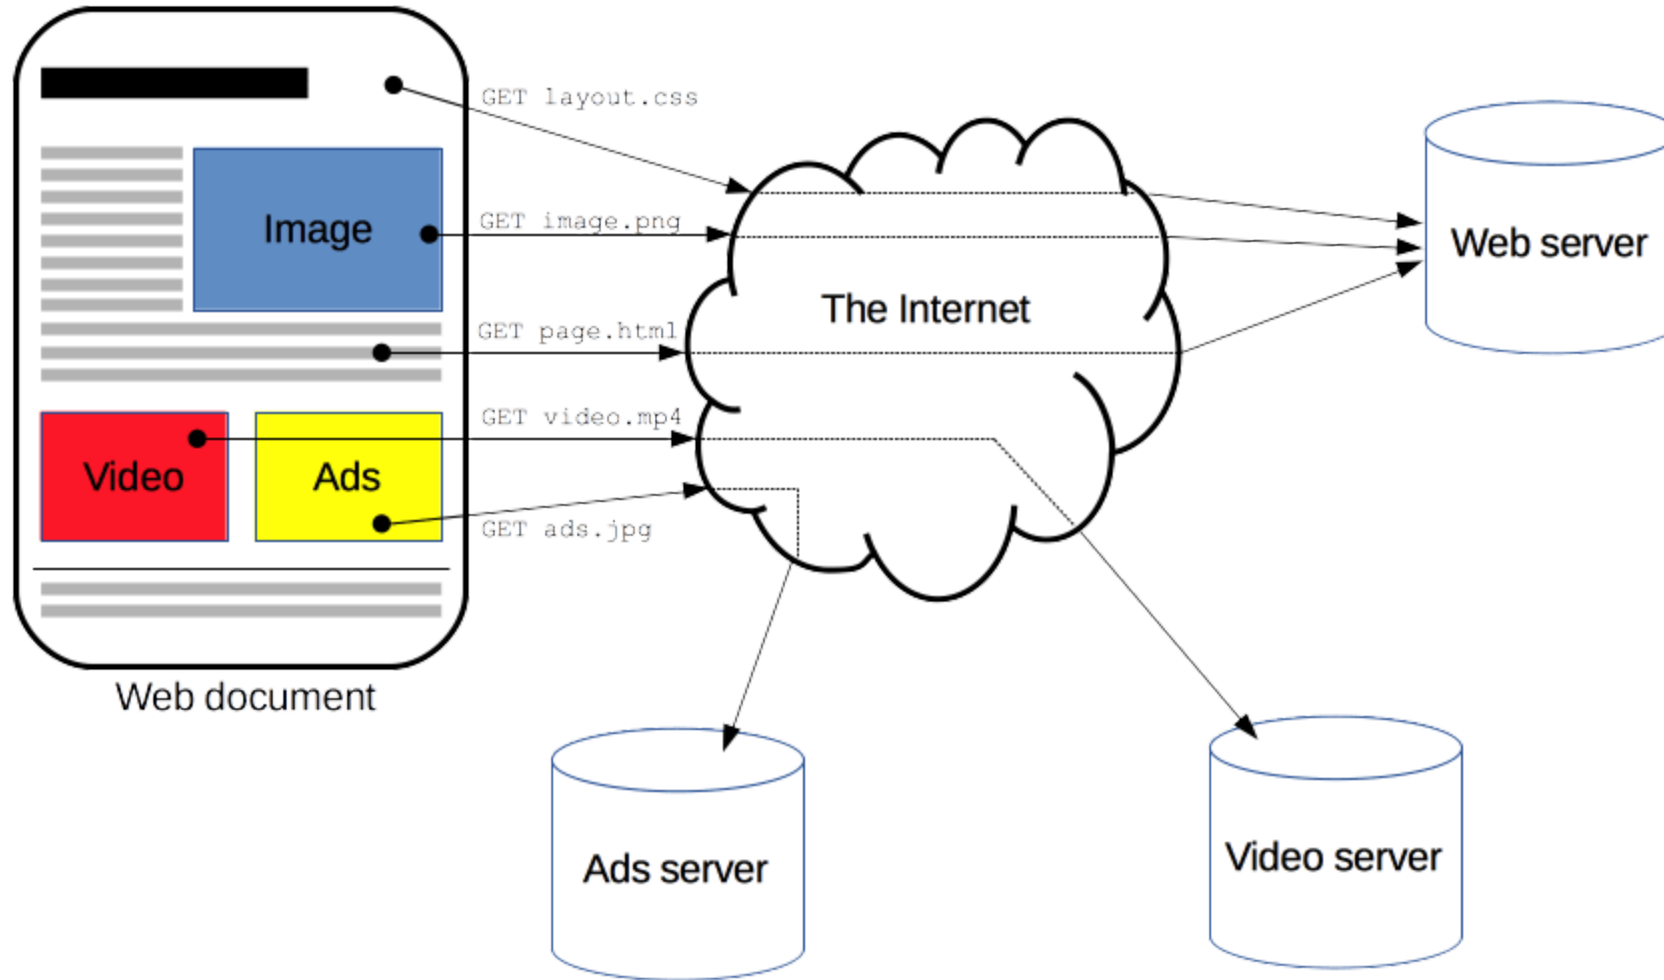 GET layout.css
Image
GET image.png
Web server
The Internet
GET page.html
GET video.mp4
Video
Ads
GET ads.jpg
Web document
Ads server
Video server